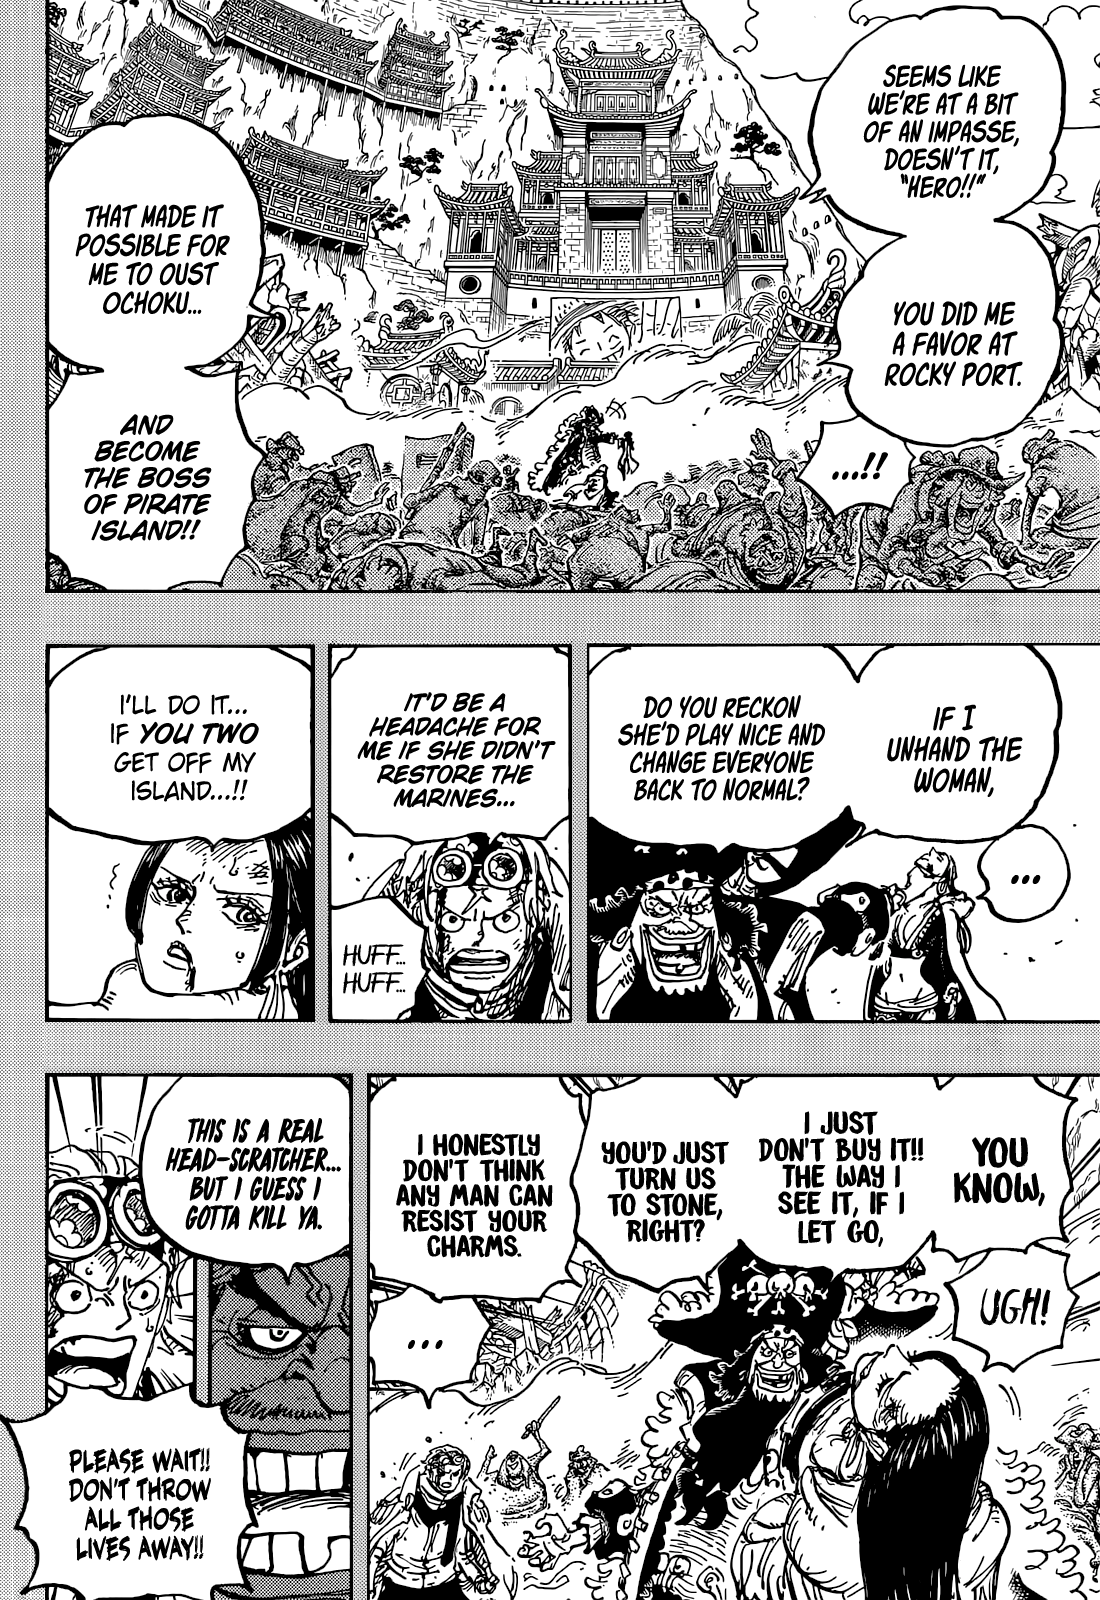 SEEMS LIKE
WE'RE AT A BIT
OF AN IMPASSE,
DOESN'T IT,
"HERO!!"
YOU DID ME
A FAVOR AT
ROCKY PORT.
...!!
THAT MADE IT
POSSIBLE FOR
ME TO OUST
OCHOKU...
AND
BECOME
THE BOSS
OF PIRATE
ISLAND!!
IF I
UNHAND THE
WOMAN,
DO YOU RECKON
SHE'D PLAY NICE AND
CHANGE EVERYONE
BACK TO NORMAL?
...
IT'D BE A
HEADACHE FOR
ME IF SHE DIDN'T
RESTORE THE
MARINES...
HUFF...
HUFF...
I'LL DO IT...
IF YOU TWO
GET OFF MY
ISLAND...!!
YOU
KNOW,
I JUST
DON'T BUY IT!!
THE WAY I
SEE IT, IF I
LET GO,
YOU'D JUST
TURN US
TO STONE,
RIGHT?
I HONESTLY
DON'T THINK
ANY MAN CAN
RESIST YOUR
CHARMS.
UGH!
...
THIS IS A REAL
HEAD-SCRATCHER...
BUT I GUESS I
GOTTA KILL YA.
PLEASE WAIT!!
DON'T THROW
ALL THOSE
LIVES AWAY!!